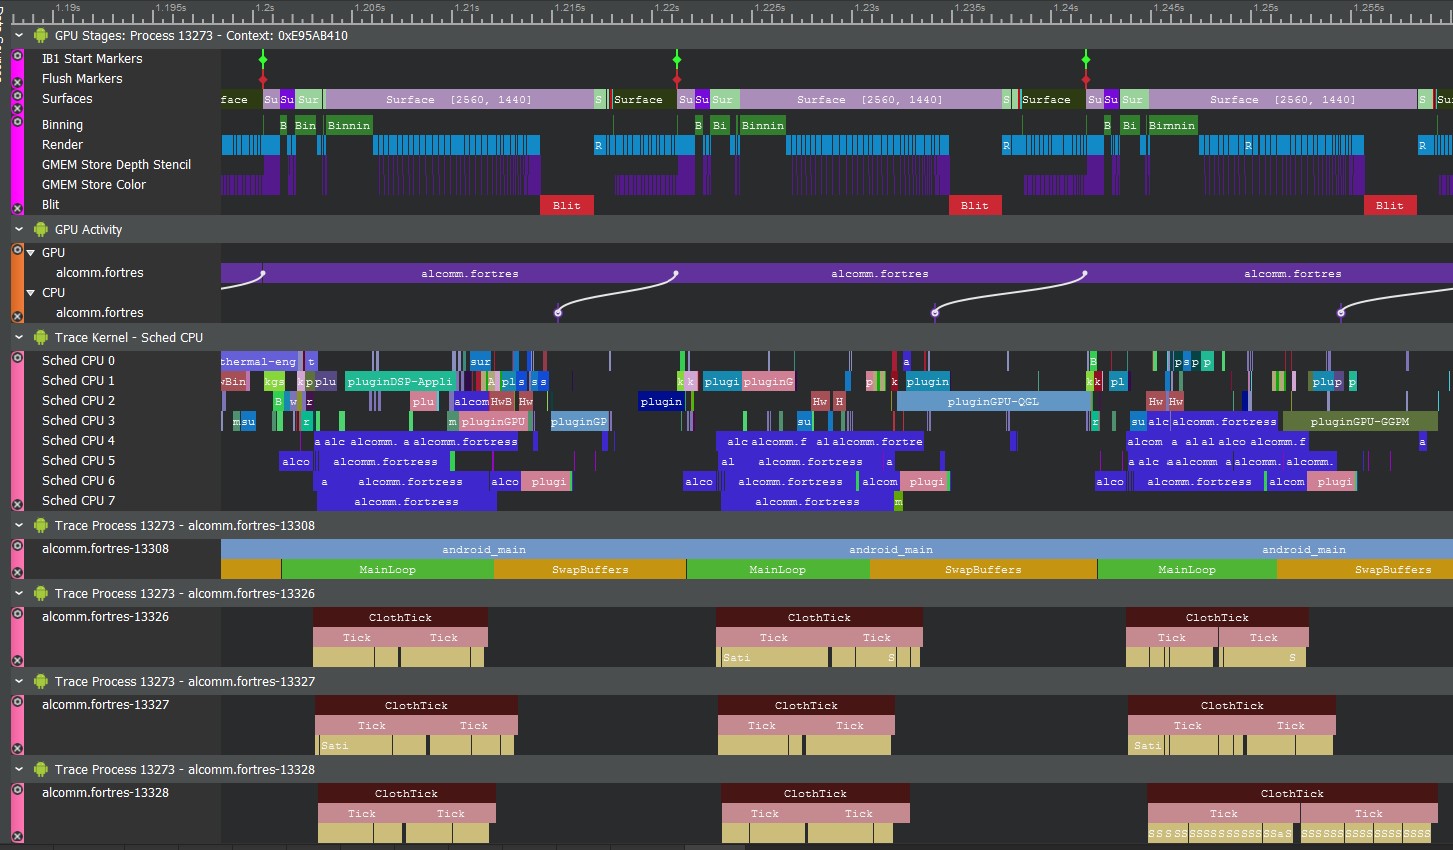 1.19s 1.195s 1.2s 1.205s 1.21s 1.215s 1.22s 1.225s 1.23s 1.235s 1.24s 1.245s 1.25s 1.255s
GPU Stages: Process 13273 - Context: 0xE95AB410
IB1 Start Markers
Flush Markers
Surfaces face Su Su Sur Surface [2560, 1440] S Surface Su Su Sur Surface [2560, 1440] S Surface Su Su Sur Surface [2560, 1440] S Su
Binning B Bin Binnin B Bi Binnin B Bi Binnin
Render R R R R
GMEM Store Depth Stencil
GMEM Store Color
Blit Blit Blit Blit
GPU Activity
GPU
alcomm.fortres alcomm.fortres alcomm.fortres alcomm.fortres
CPU
alcomm.fortres
Trace Kernel - Sched CPU
Sched CPU 0 thermal-eng t sur a B p s p p
Sched CPU 1 wBin kgs k p plu pluginDSP-Appli A pl s s s k k plugi pluginG p k plugin k k pl plu p p
Sched CPU 2 B w r plu alcom HwB Hw plugin Hw H pluginGPU-QGL Hw Hw
Sched CPU 3 m su r m pluginGPU pluginGP su r su alc alcomm.fortres pluginGPU-GGPM
Sched CPU 4 a alc alcomm. a alcomm.fortress alc alcomm.f al alcomm.fortre alcom a al al alco alcomm.f a
Sched CPU 5 alco alcomm.fortress al alcomm.fortress a a alc a alcomm a alcomm. alcomm.
Sched CPU 6 a alcomm.fortress alco plugi alco alcomm.fortress alcom plugi alco alcomm.fortress alcom plugi
Sched CPU 7 alcomm.fortress alcomm.fortress m
Trace Process 13273 - alcomm.fortres-13308
alcomm.fortres-13308 android_main android_main android_main
MainLoop SwapBuffers MainLoop SwapBuffers MainLoop SwapBuffers
Trace Process 13273 - alcomm.fortres-13326
alcomm.fortres-13326 ClothTick ClothTick ClothTick
Tick Tick Tick Tick Tick Tick
Sati S S
Trace Process 13273 - alcomm.fortres-13327
alcomm.fortres-13327 ClothTick ClothTick ClothTick
Tick Tick Tick Tick Tick Tick
Sati Sati
Trace Process 13273 - alcomm.fortres-13328
alcomm.fortres-13328 ClothTick ClothTick ClothTick
Tick Tick Tick Tick Tick Tick